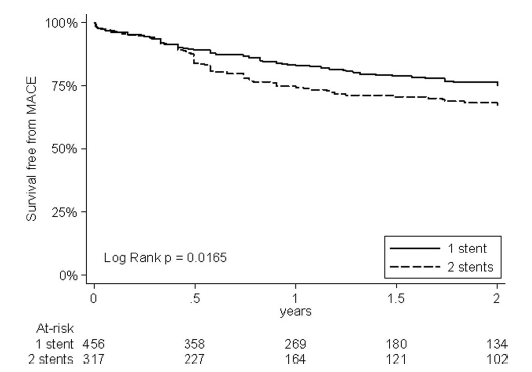 100%
75%
50%
25%
0%
Survival free from MACE
Log Rank p = 0.0165
1 stent
2 stents
0 .5 1 1.5 2
years
At-risk
1 stent 456 358 269 180 134
2 stents 317 227 164 121 102